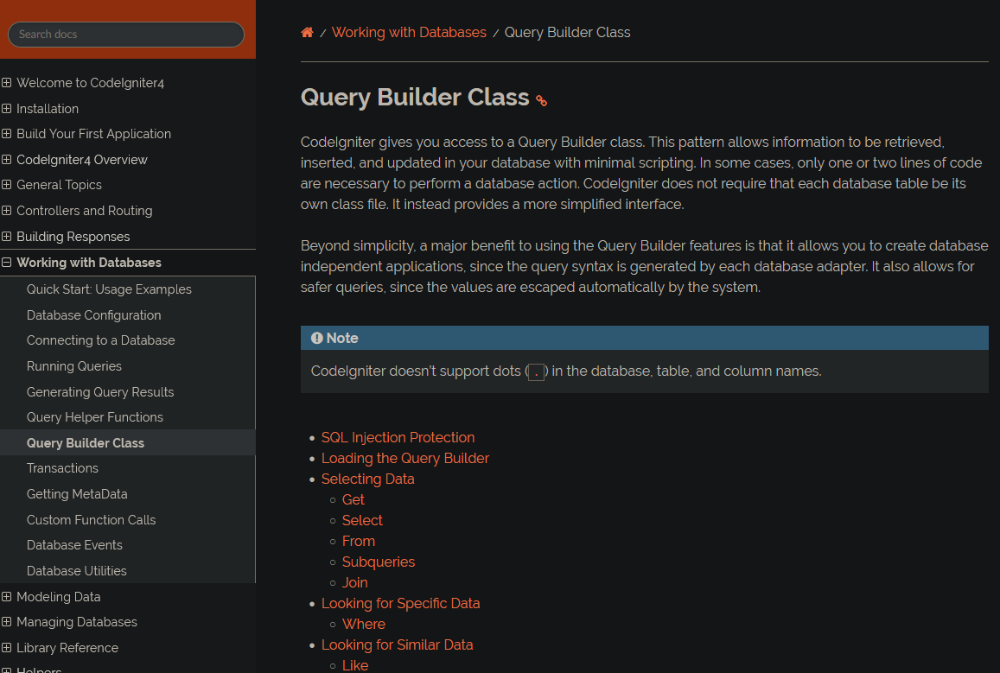 Search docs
Welcome to CodeIgniter4
Installation
Build Your First Application
CodeIgniter4 Overview
General Topics
Controllers and Routing
Building Responses
Working with Databases
Quick Start: Usage Examples
Database Configuration
Connecting to a Database
Running Queries
Generating Query Results
Query Helper Functions
Query Builder Class
Transactions
Getting MetaData
Custom Function Calls
Database Events
Database Utilities
Modeling Data
Managing Databases
Library Reference
Helpers
/ Working with Databases / Query Builder Class
Query Builder Class
CodeIgniter gives you access to a Query Builder class. This pattern allows information to be retrieved,
inserted, and updated in your database with minimal scripting. In some cases, only one or two lines of code
are necessary to perform a database action. CodeIgniter does not require that each database table be its
own class file. It instead provides a more simplified interface.
Beyond simplicity, a major benefit to using the Query Builder features is that it allows you to create database
independent applications, since the query syntax is generated by each database adapter. It also allows for
safer queries, since the values are escaped automatically by the system.
Note
CodeIgniter doesn't support dots (.) in the database, table, and column names.
• SQL Injection Protection
• Loading the Query Builder
• Selecting Data
○ Get
○ Select
○ From
○ Subqueries
○ Join
• Looking for Specific Data
○ Where
• Looking for Similar Data
○ Like